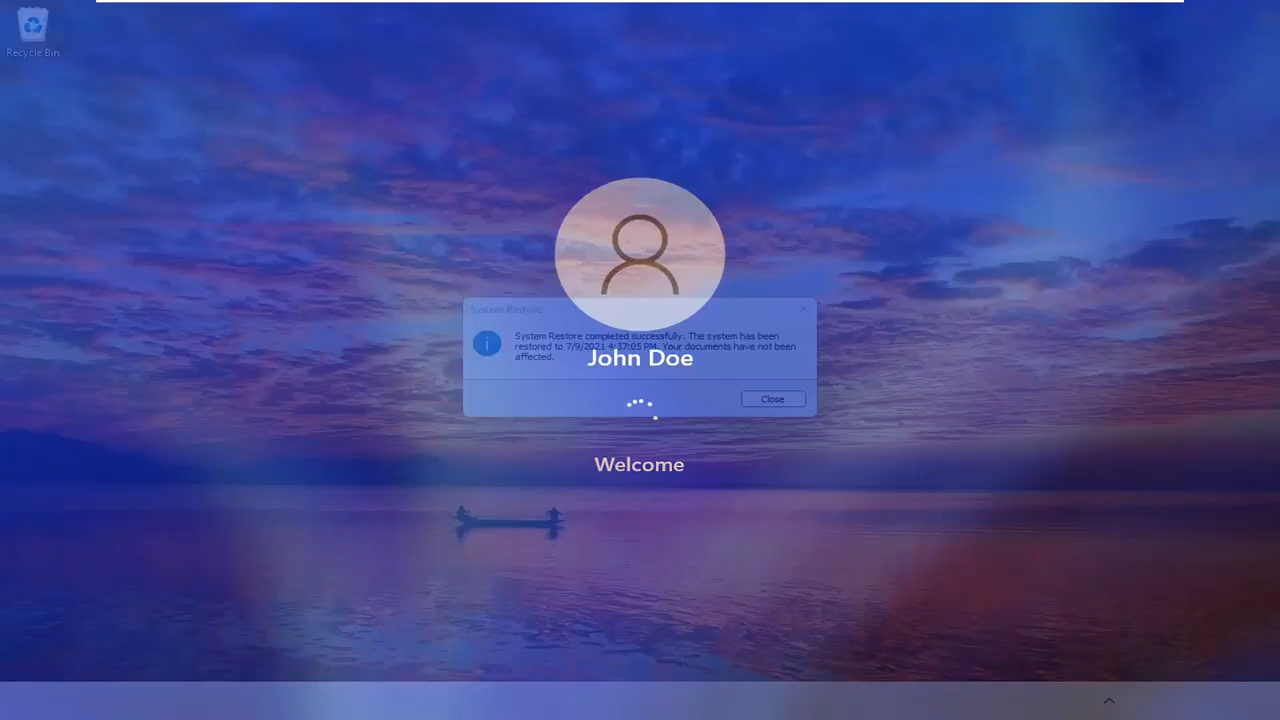 Recycle Bin
System Restore
System Restore completed successfully. The system has been
restored to 7/9/2021 4:37:05 PM. Your documents have not been
affected.
John Doe
Close
Welcome